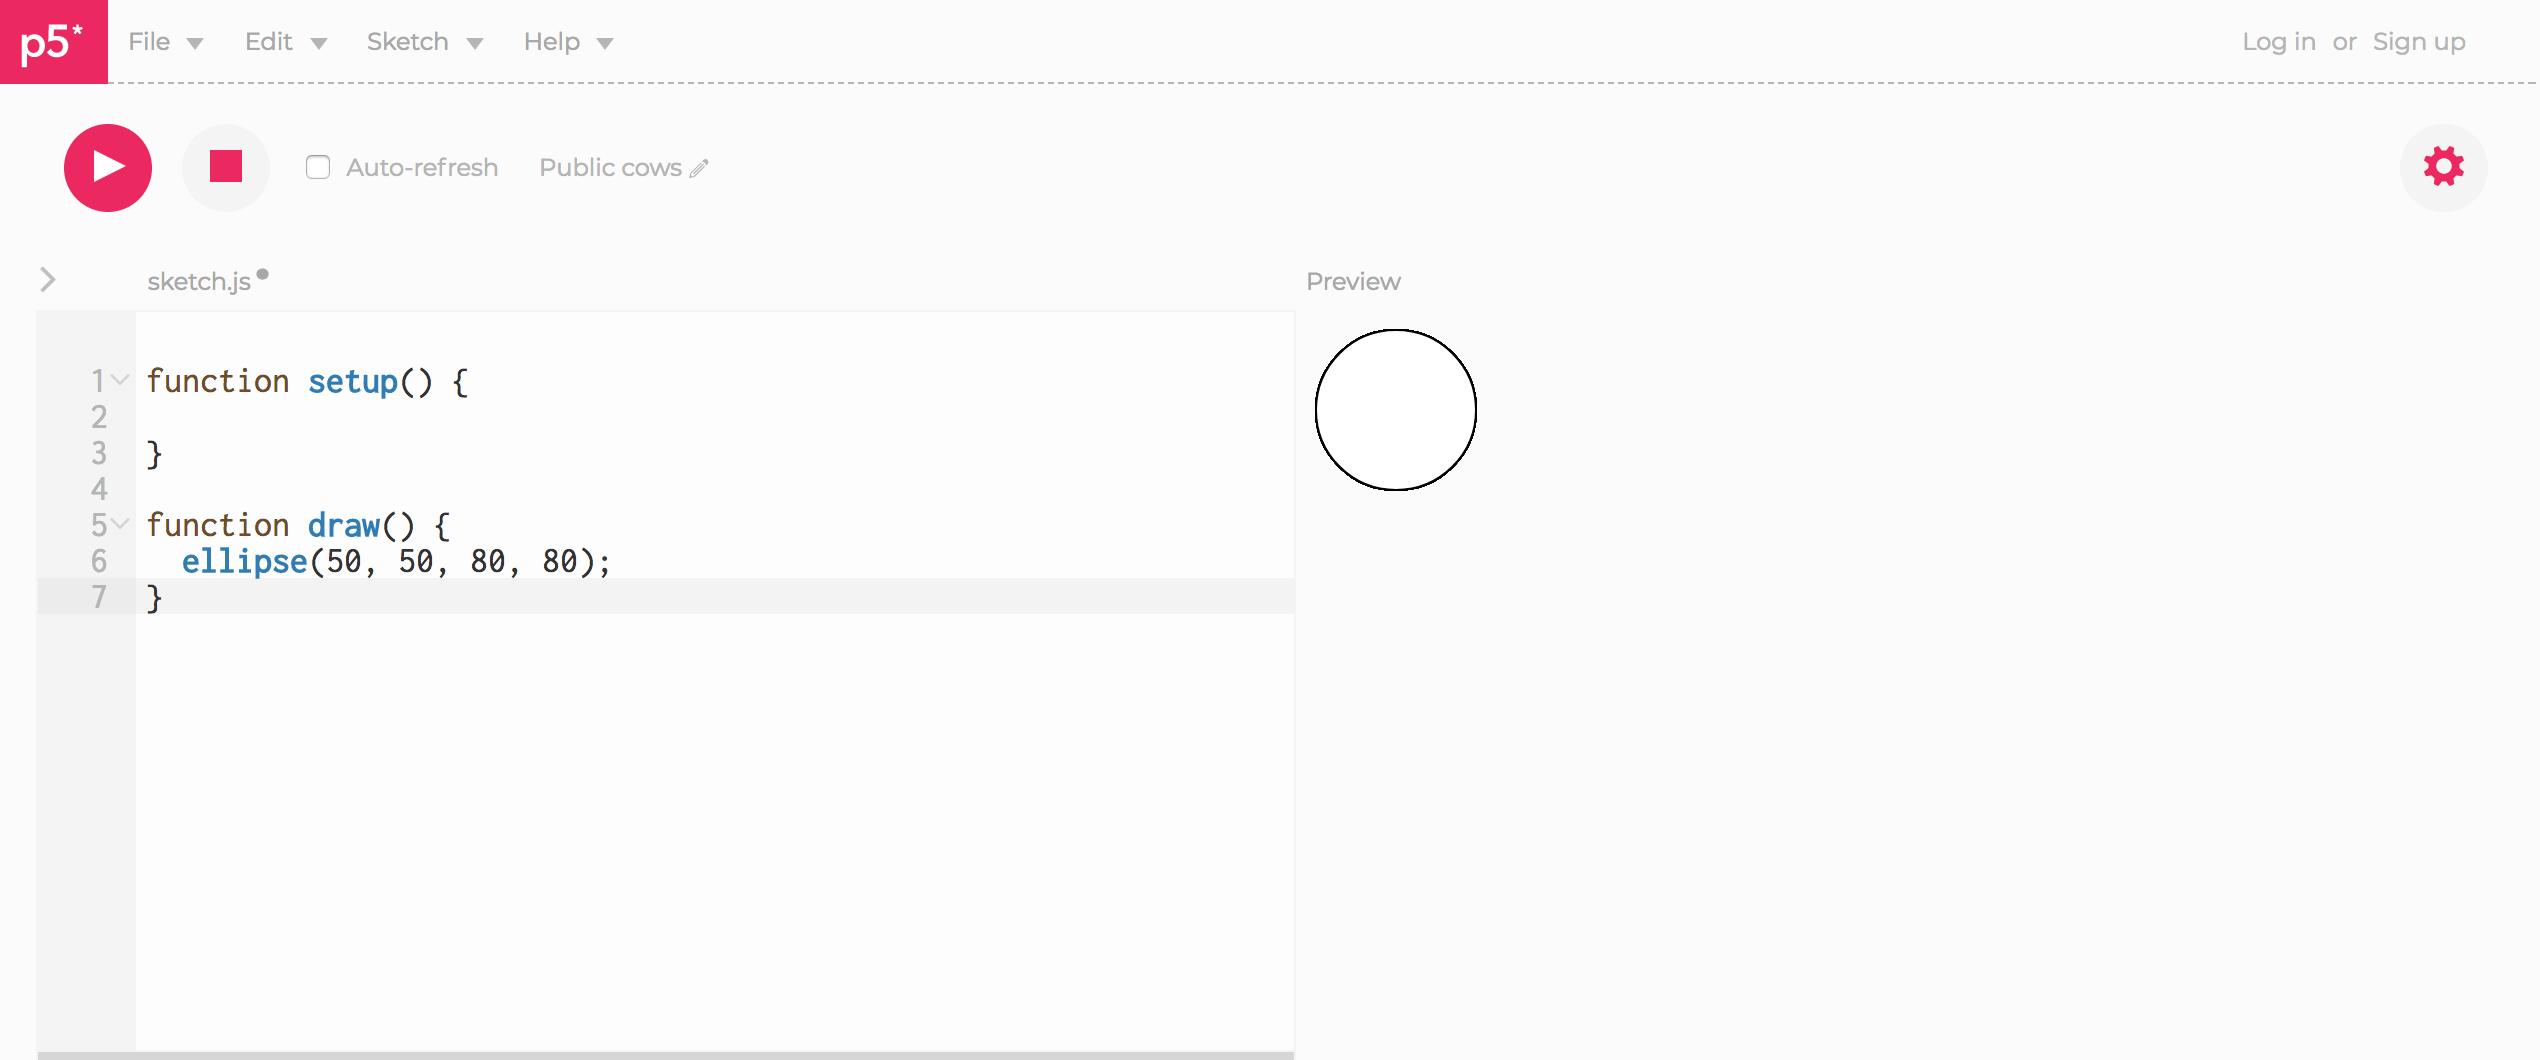 p5* File Edit Sketch Help Log in or Sign up
Auto-refresh Public cows
sketch.js Preview
1 function setup() {
2
3 }
4
5 function draw() {
6 ellipse(50, 50, 80, 80);
7 }